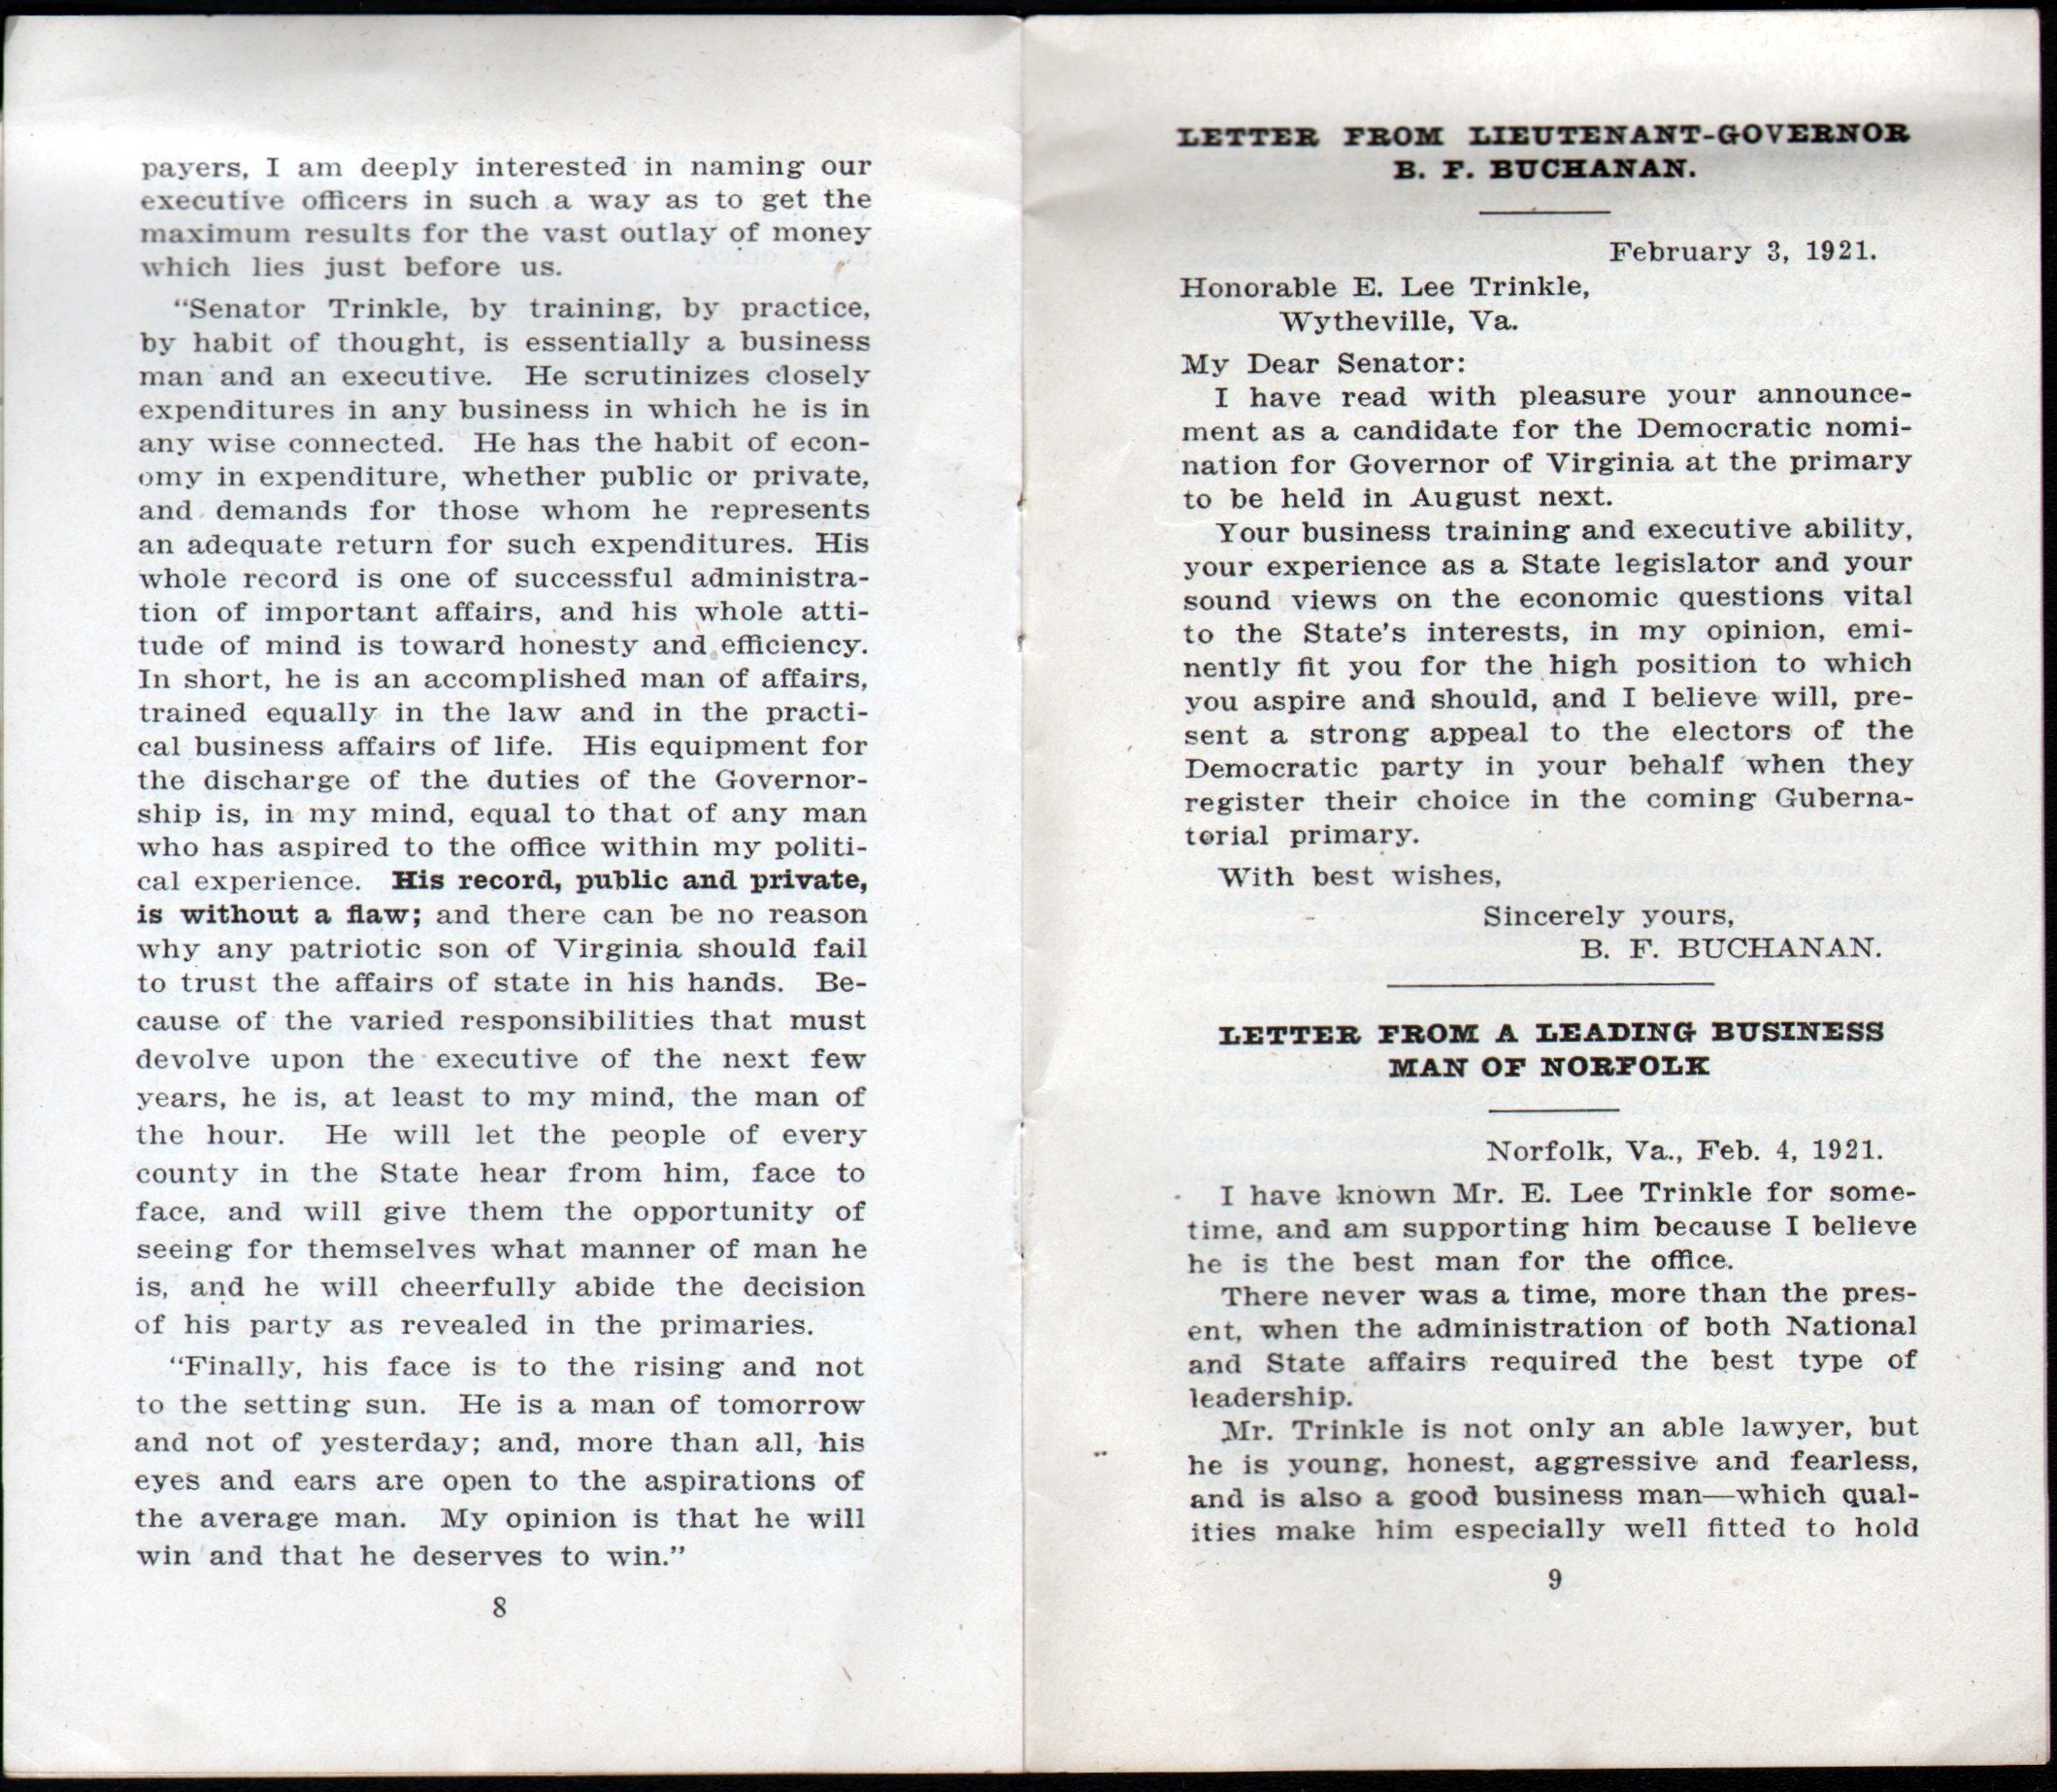 payers, I am deeply interested in naming our
executive officers in such a way as to get the
maximum results for the vast outlay of money
which lies just before us.
“Senator Trinkle, by training, by practice,
by habit of thought, is essentially a business
man and an executive. He scrutinizes closely
expenditures in any business in which he is in
any wise connected. He has the habit of econ-
omy in expenditure, whether public or private,
and demands for those whom he represents
an adequate return for such expenditures. His
whole record is one of successful administra-
tion of important affairs, and his whole atti-
tude of mind is toward honesty and efficiency.
In short, he is an accomplished man of affairs,
trained equally in the law and in the practi-
cal business affairs of life. His equipment for
the discharge of the duties of the Governor-
ship is, in my mind, equal to that of any man
who has aspired to the office within my politi-
cal experience. His record, public and private,
is without a flaw; and there can be no reason
why any patriotic son of Virginia should fail
to trust the affairs of state in his hands. Be-
cause of the varied responsibilities that must
devolve upon the executive of the next few
years, he is, at least to my mind, the man of
the hour. He will let the people of every
county in the State hear from him, face to
face, and will give them the opportunity of
seeing for themselves what manner of man he
is, and he will cheerfully abide the decision
of his party as revealed in the primaries.
“Finally, his face is to the rising and not
to the setting sun. He is a man of tomorrow
and not of yesterday; and, more than all, his
eyes and ears are open to the aspirations of
the average man. My opinion is that he will
win and that he deserves to win.”
8
LETTER FROM LIEUTENANT-GOVERNOR
B. F. BUCHANAN.
February 3, 1921.
Honorable E. Lee Trinkle,
Wytheville, Va.
My Dear Senator:
I have read with pleasure your announce-
ment as a candidate for the Democratic nomi-
nation for Governor of Virginia at the primary
to be held in August next.
Your business training and executive ability,
your experience as a State legislator and your
sound views on the economic questions vital
to the State's interests, in my opinion, emi-
nently fit you for the high position to which
you aspire and should, and I believe will, pre-
sent a strong appeal to the electors of the
Democratic party in your behalf when they
register their choice in the coming Guberna-
torial primary.
With best wishes,
Sincerely yours,
B. F. BUCHANAN.
LETTER FROM A LEADING BUSINESS
MAN OF NORFOLK
Norfolk, Va., Feb. 4, 1921.
I have known Mr. E. Lee Trinkle for some-
time, and am supporting him because I believe
he is the best man for the office.
There never was a time, more than the pres-
ent, when the administration of both National
and State affairs required the best type of
leadership.
Mr. Trinkle is not only an able lawyer, but
he is young, honest, aggressive and fearless,
and is also a good business man—which qual-
ities make him especially well fitted to hold
9